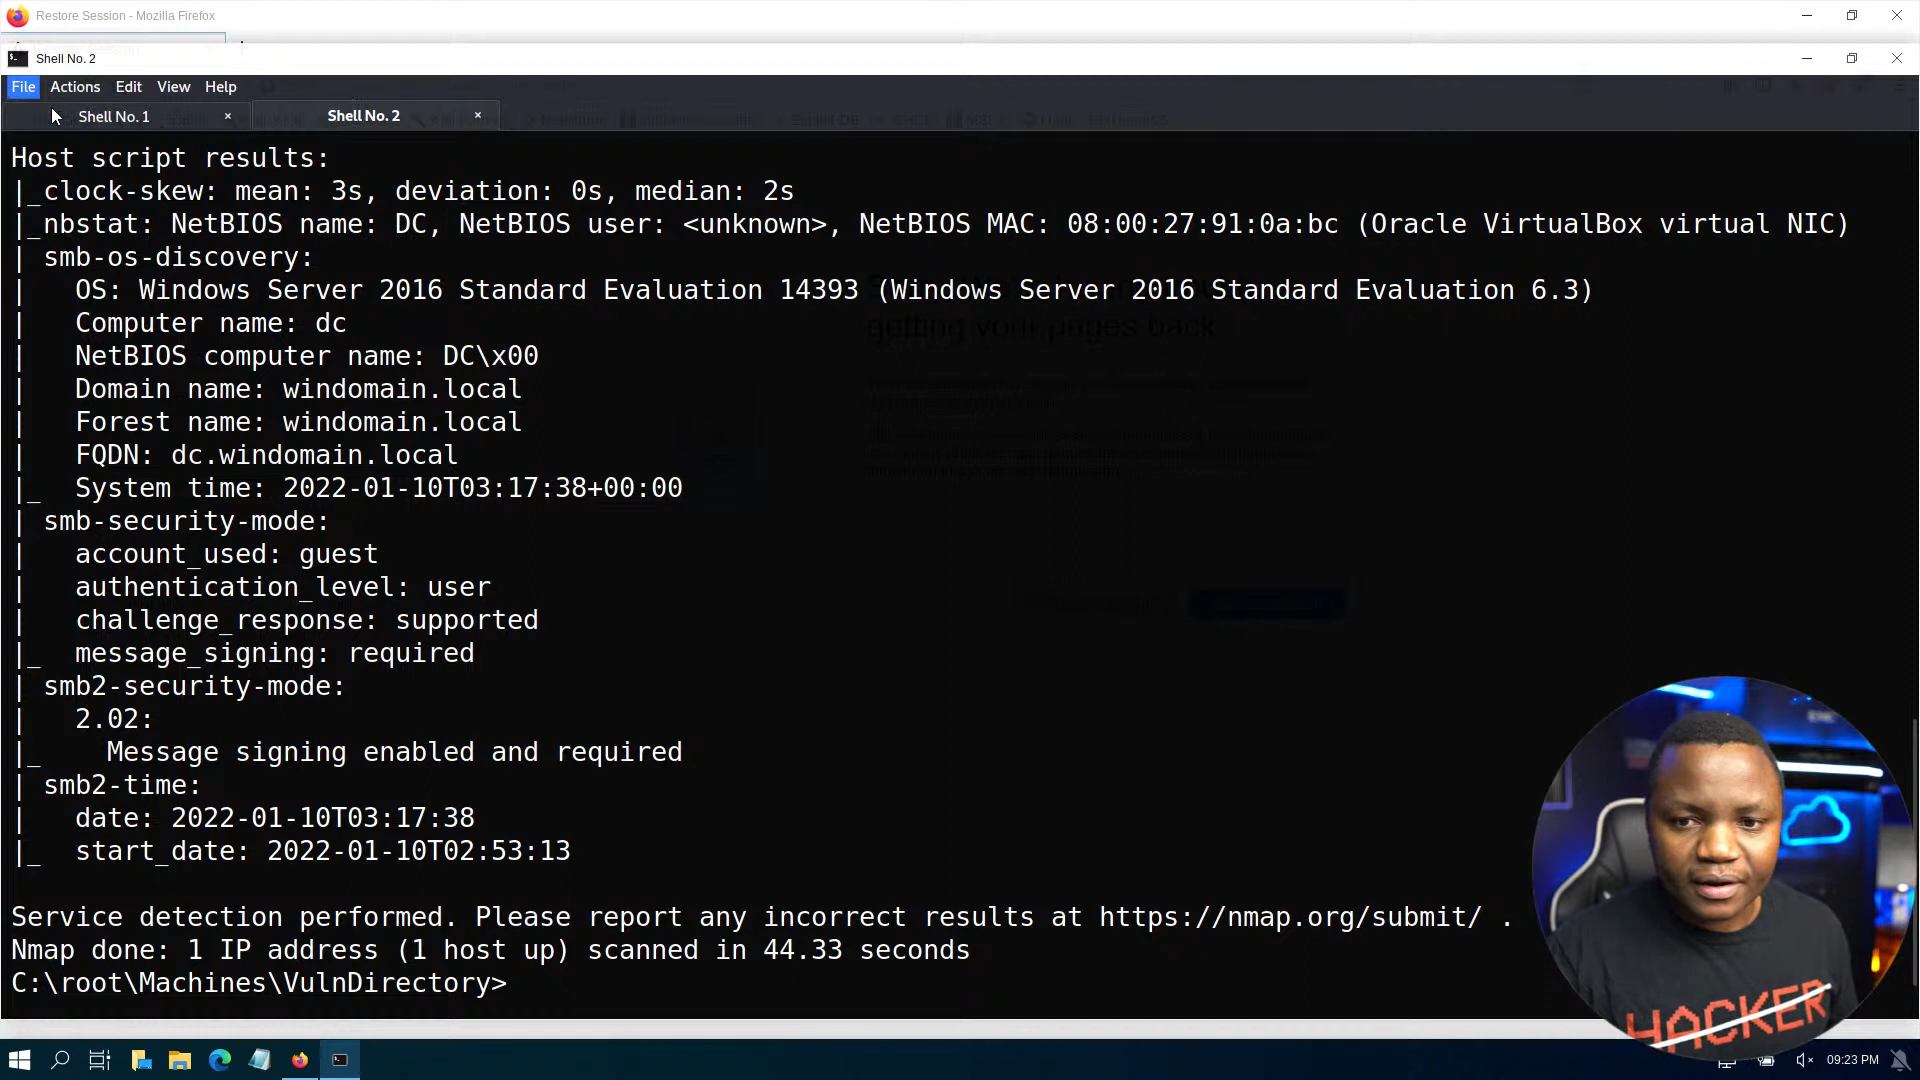 Restore Session - Mozilla Firefox
Shell No. 2
File Actions Edit View Help
Shell No. 1 × Shell No. 2 ×
Host script results:
|_clock-skew: mean: 3s, deviation: 0s, median: 2s
|_nbstat: NetBIOS name: DC, NetBIOS user: <unknown>, NetBIOS MAC: 08:00:27:91:0a:bc (Oracle VirtualBox virtual NIC)
| smb-os-discovery:
|   OS: Windows Server 2016 Standard Evaluation 14393 (Windows Server 2016 Standard Evaluation 6.3)
getting your pages back
|   Computer name: dc
|   NetBIOS computer name: DC\x00
|   Domain name: windomain.local
|   Forest name: windomain.local
|   FQDN: dc.windomain.local
|_  System time: 2022-01-10T03:17:38+00:00
| smb-security-mode:
|   account_used: guest
|   authentication_level: user
|   challenge_response: supported
|_  message_signing: required
| smb2-security-mode:
|   2.02:
|_    Message signing enabled and required
| smb2-time:
|   date: 2022-01-10T03:17:38
|_  start_date: 2022-01-10T02:53:13
Service detection performed. Please report any incorrect results at https://nmap.org/submit/ .
Nmap done: 1 IP address (1 host up) scanned in 44.33 seconds
C:\root\Machines\VulnDirectory>
HACKER
09:23 PM